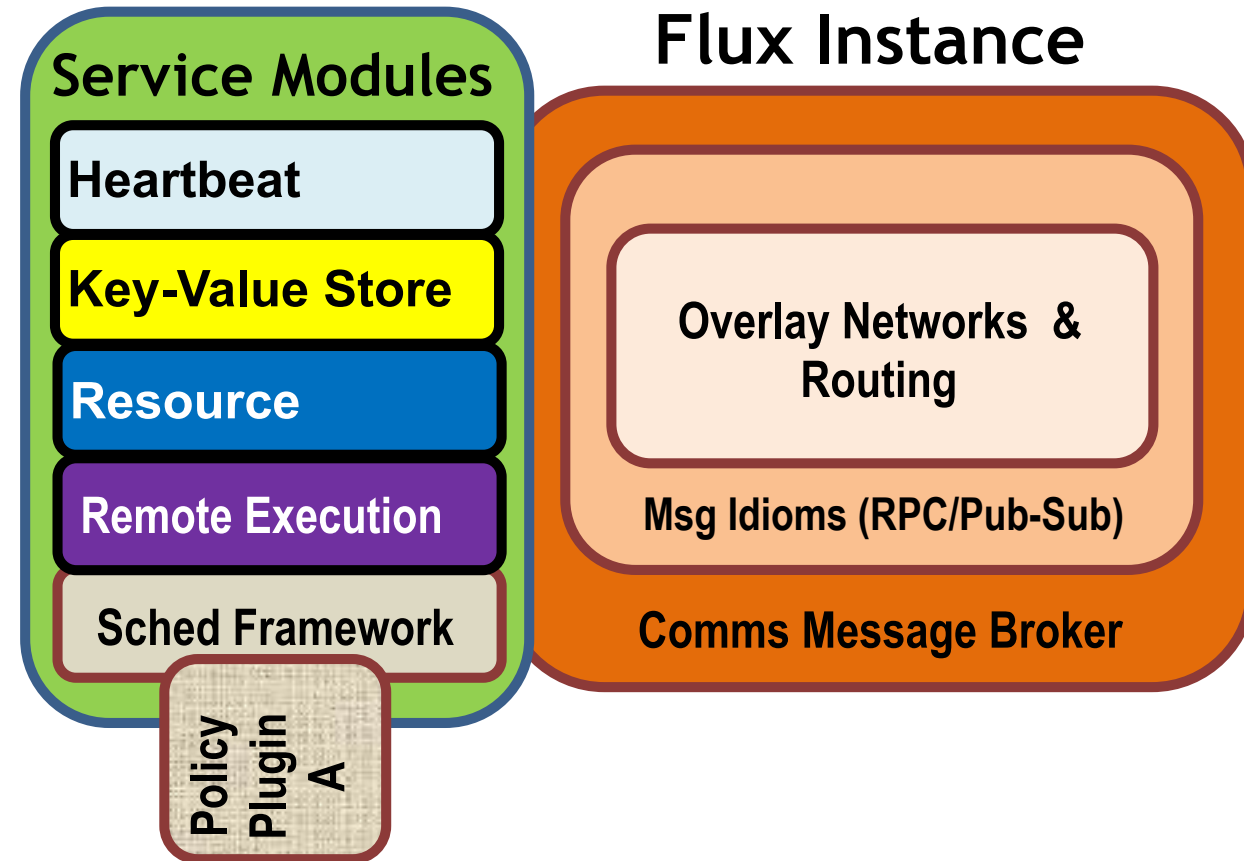 Flux Instance
Service Modules
Heartbeat
Key-Value Store
Resource
Remote Execution
Sched Framework
Policy
Plugin
A
Overlay Networks &
Routing
Msg Idioms (RPC/Pub-Sub)
Comms Message Broker